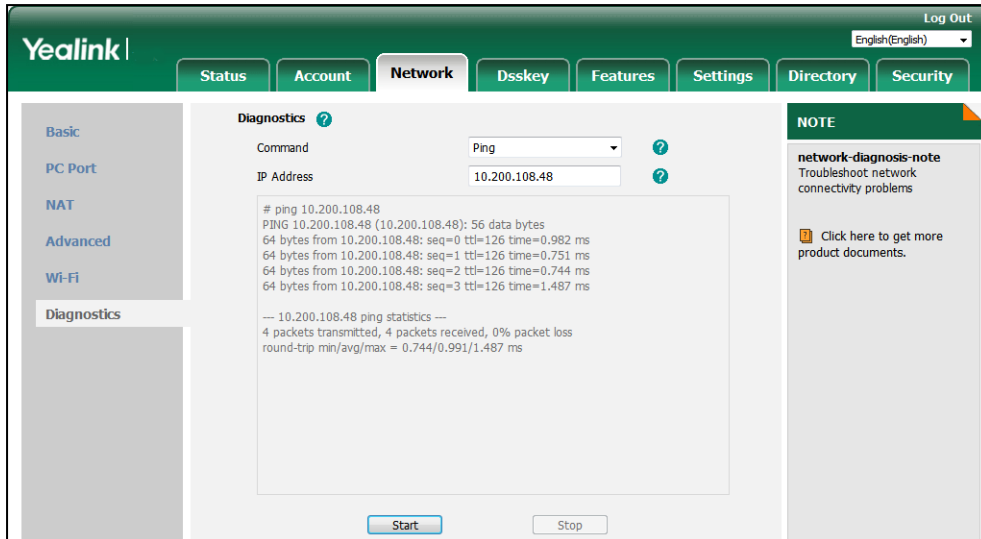 Log Out
Yealink
English(English)
Status
Account
Network
Dsskey
Features
Settings
Directory
Security
Basic
PC Port
NAT
Advanced
Wi-Fi
Diagnostics
Diagnostics ?
Command
Ping
?
IP Address
10.200.108.48
?
# ping 10.200.108.48
PING 10.200.108.48 (10.200.108.48): 56 data bytes
64 bytes from 10.200.108.48: seq=0 ttl=126 time=0.982 ms
64 bytes from 10.200.108.48: seq=1 ttl=126 time=0.751 ms
64 bytes from 10.200.108.48: seq=2 ttl=126 time=0.744 ms
64 bytes from 10.200.108.48: seq=3 ttl=126 time=1.487 ms
--- 10.200.108.48 ping statistics ---
4 packets transmitted, 4 packets received, 0% packet loss
round-trip min/avg/max = 0.744/0.991/1.487 ms
Start
Stop
NOTE
network-diagnosis-note
Troubleshoot network
connectivity problems
? Click here to get more
product documents.